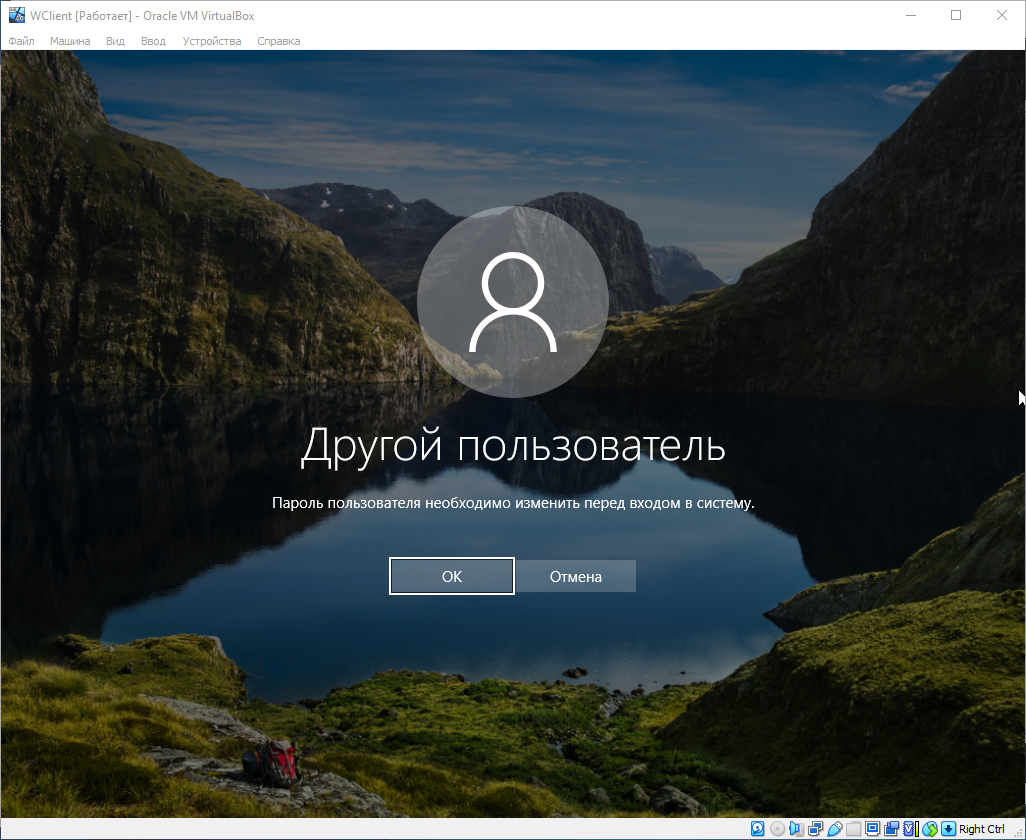 WClient [Работает] - Oracle VM VirtualBox
Файл Машина Вид Ввод Устройства Справка
Другой пользователь
Пароль пользователя необходимо изменить перед входом в систему.
ОК Отмена
Right Ctrl